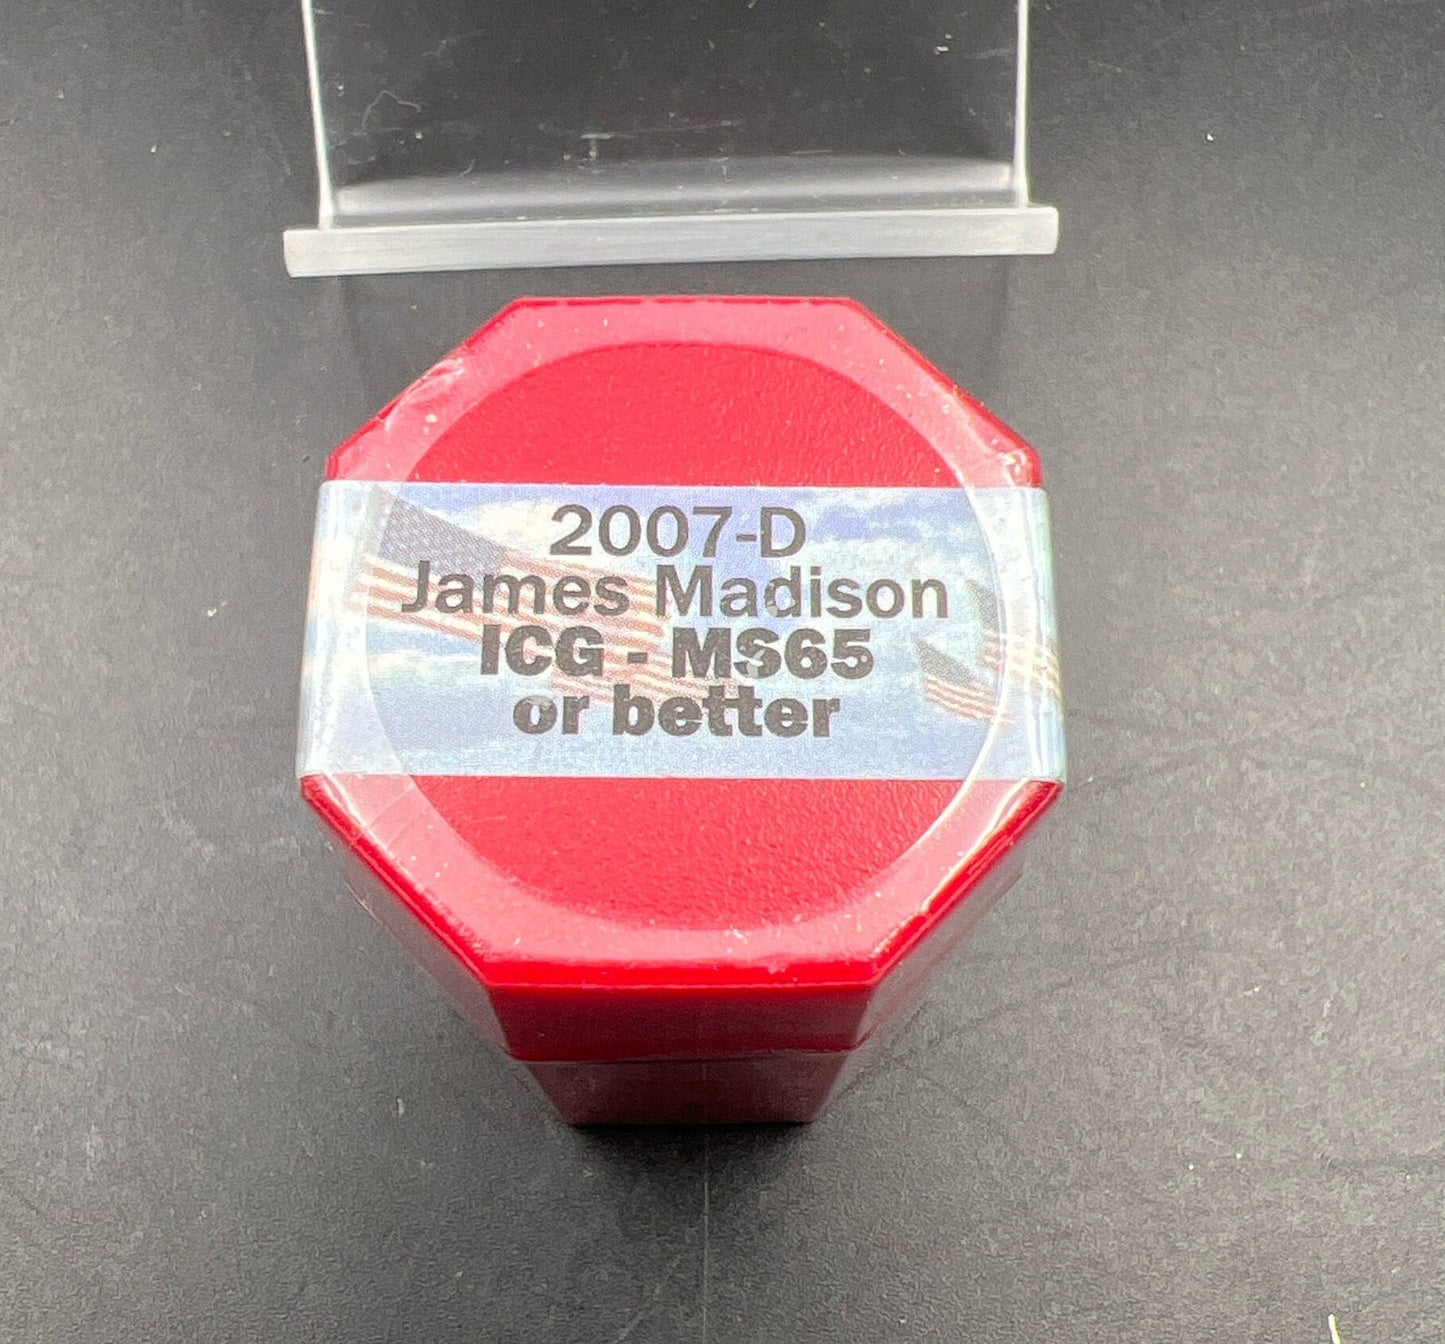 2007-D
James Madison
ICG - MS65
or better